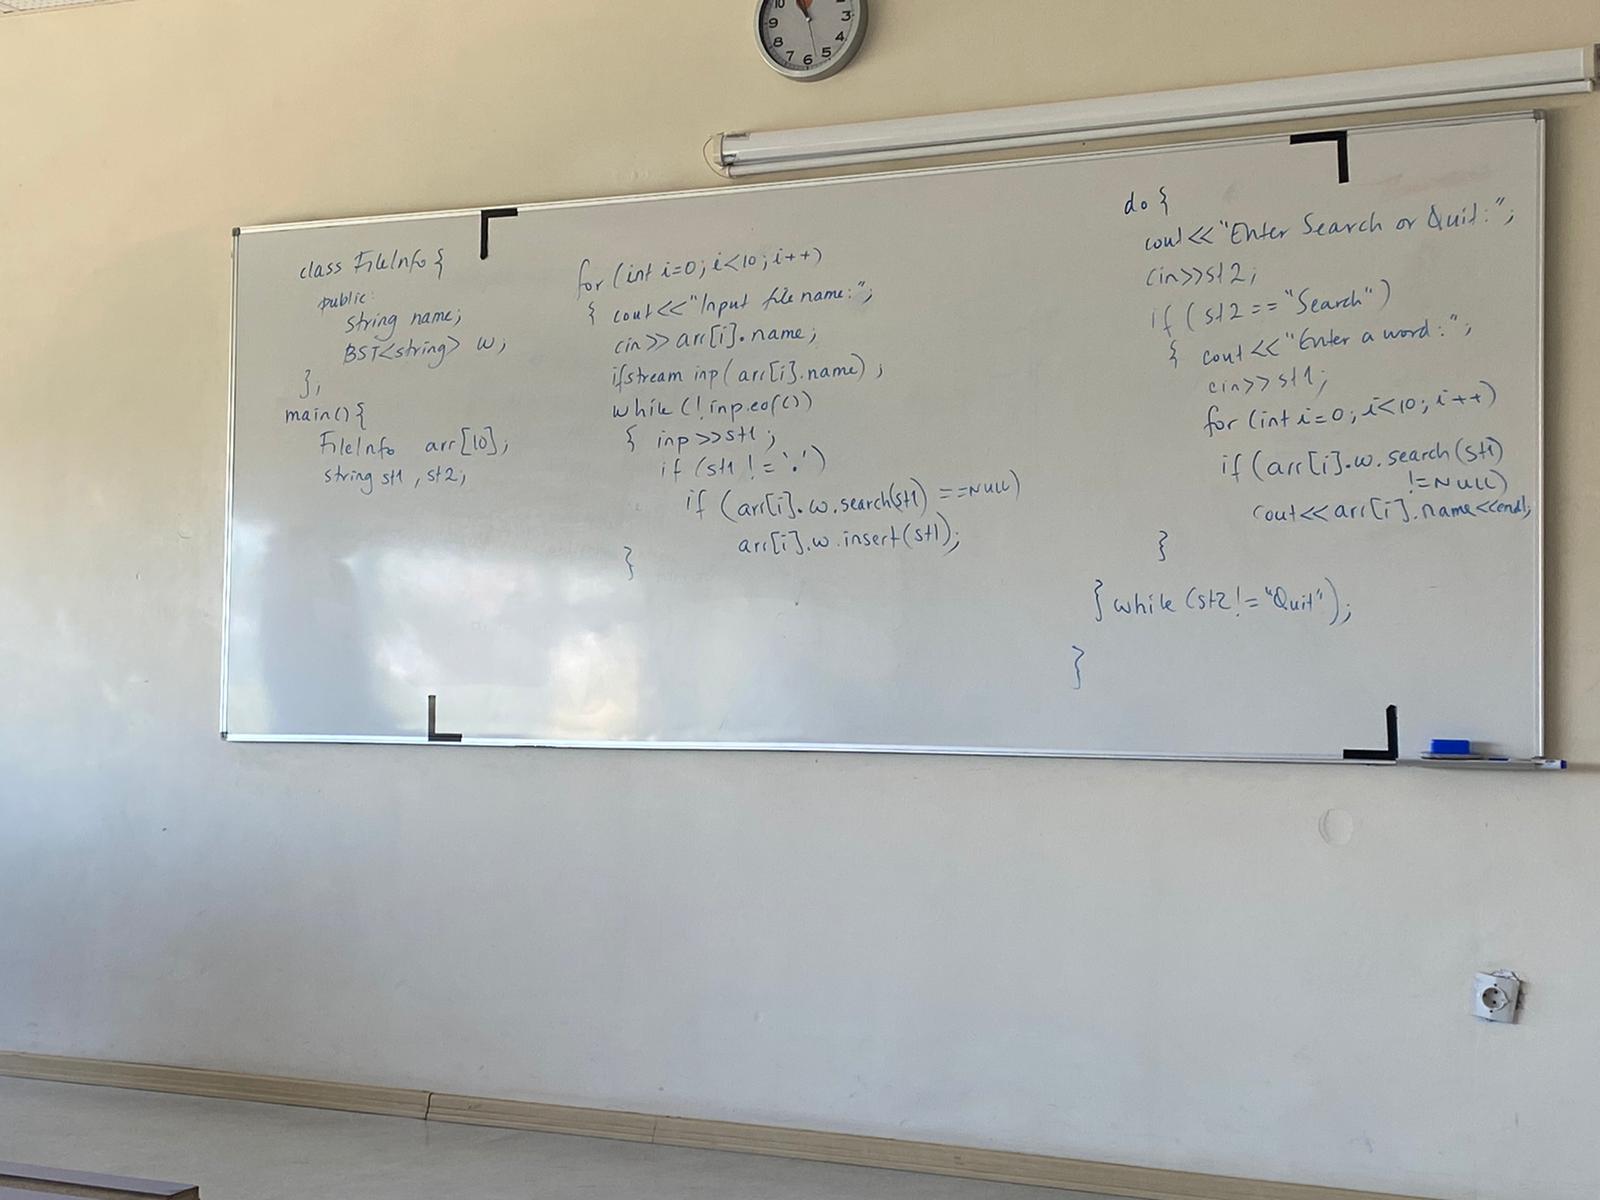 10
9
8
7
6
5
4
3
class FileInfo {
public:
string name;
BST<string> w;
};
main() {
FileInfo arr[10];
string st1, st2;
for (int i=0; i<10; i++)
{ cout<<"Input file name:";
cin>>arr[i].name;
ifstream inp(arr[i].name);
while (!inp.eof())
{ inp>>st1;
if (st1 != '.')
if (arr[i].w.search(st1) ==NULL)
arr[i].w.insert(st1);
}
do {
cout<<"Enter Search or Quit:";
cin>>st2;
if (st2 == "Search")
{ cout<<"Enter a word:";
cin>>st1;
for (int i=0; i<10; i++)
if (arr[i].w.search(st1)
!=NULL)
cout<<arr[i].name<<endl;
}
} while (st2 != "Quit");
}